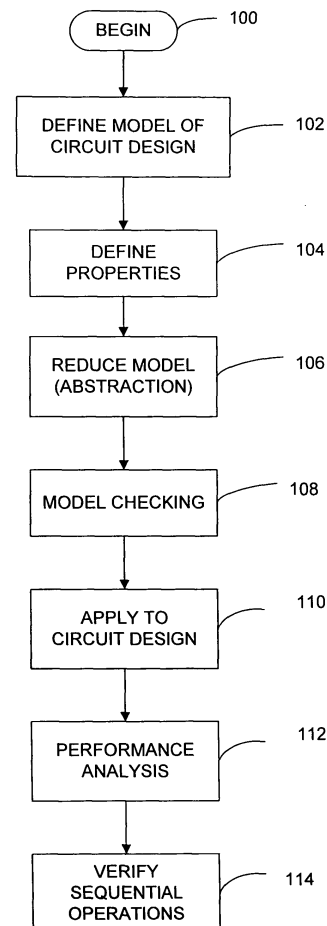 BEGIN
100
DEFINE MODEL OF
CIRCUIT DESIGN
102
DEFINE
PROPERTIES
104
REDUCE MODEL
(ABSTRACTION)
106
MODEL CHECKING
108
APPLY TO
CIRCUIT DESIGN
110
PERFORMANCE
ANALYSIS
112
VERIFY
SEQUENTIAL
OPERATIONS
114